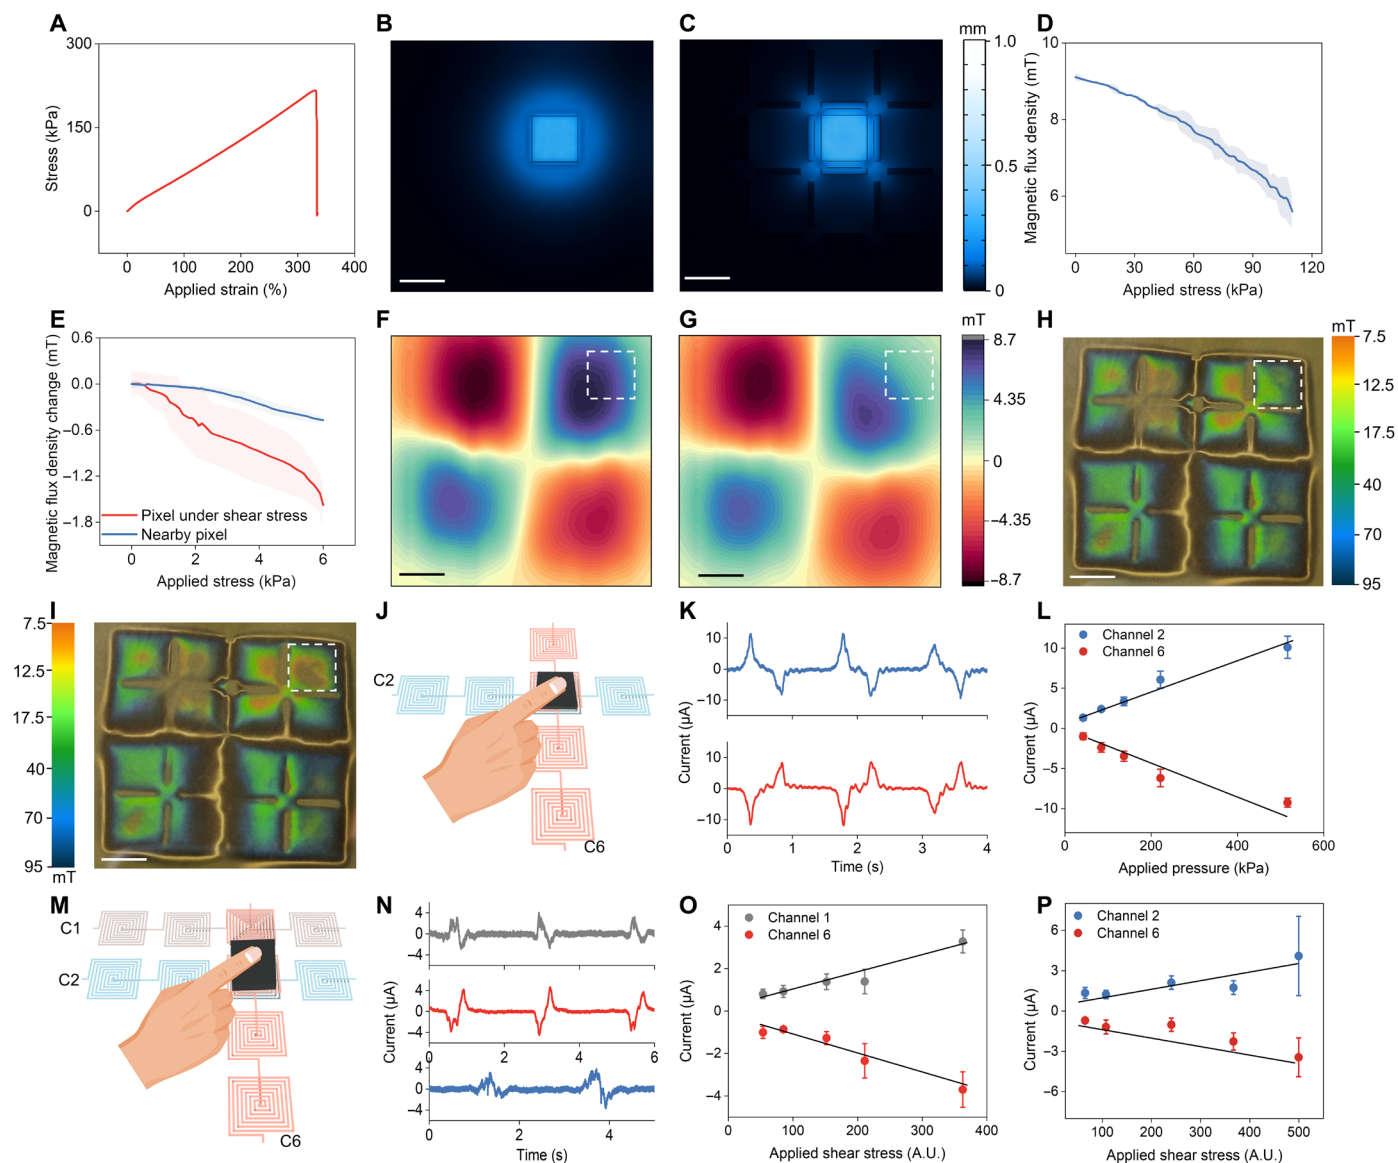 A
300
150
0
Stress (kPa)
0 100 200 300 400
Applied strain (%)
B
C
mm
1.0
0.5
0
D
10
8
6
Magnetic flux density (mT)
0 30 60 90 120
Applied stress (kPa)
E
0.6
0.0
−0.6
−1.2
−1.8
Magnetic flux density change (mT)
Pixel under shear stress
Nearby pixel
0 2 4 6
Applied stress (kPa)
F
G
mT
8.7
4.35
0
−4.35
−8.7
H
mT
7.5
12.5
17.5
40
70
95
I
7.5
12.5
17.5
40
70
95
mT
J
C2
C6
K
10
0
−10
10
0
−10
Current (μA)
0 1 2 3 4
Time (s)
L
Channel 2
Channel 6
10
5
0
−5
−10
Current (μA)
0 200 400 600
Applied pressure (kPa)
M
C1
C2
C6
N
4
0
−4
4
0
−4
0 2 4 6
4
0
−4
Current (μA)
0 2 4
Time (s)
O
Channel 1
Channel 6
4
2
0
−2
−4
Current (μA)
0 100 200 300 400
Applied shear stress (A.U.)
P
Channel 2
Channel 6
6
3
0
−3
−6
Current (μA)
100 200 300 400 500
Applied shear stress (A.U.)